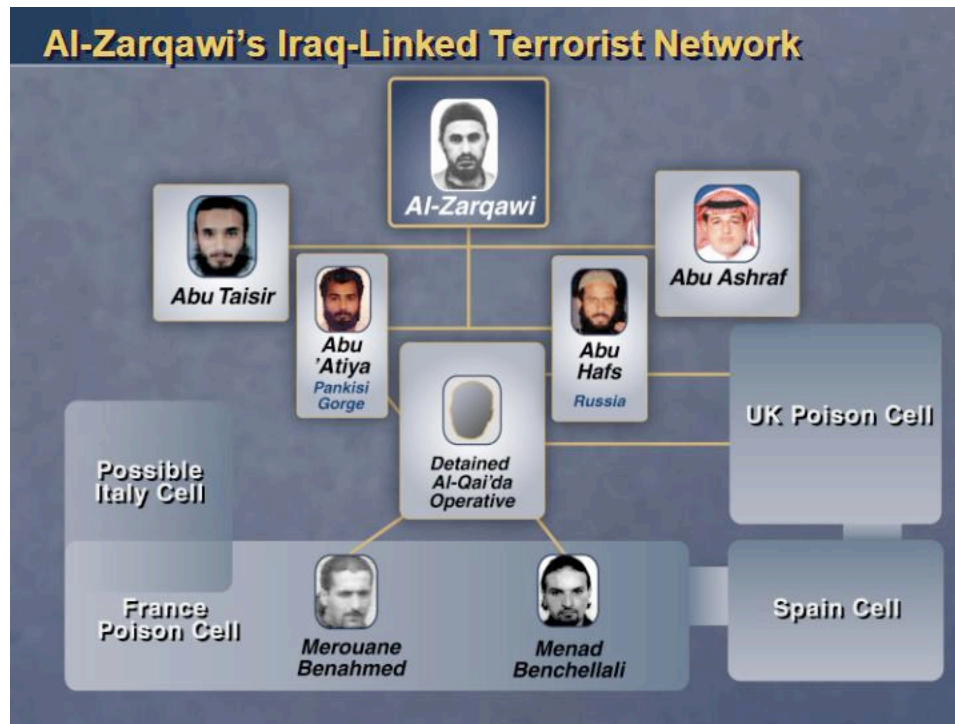 Al-Zarqawi's Iraq-Linked Terrorist Network
Al-Zarqawi
Abu Taisir
Abu Ashraf
Abu
'Atiya
Pankisi
Gorge
Abu
Hafs
Russia
Detained
Al-Qai'da
Operative
UK Poison Cell
Possible
Italy Cell
France
Poison Cell
Merouane
Benahmed
Menad
Benchellali
Spain Cell